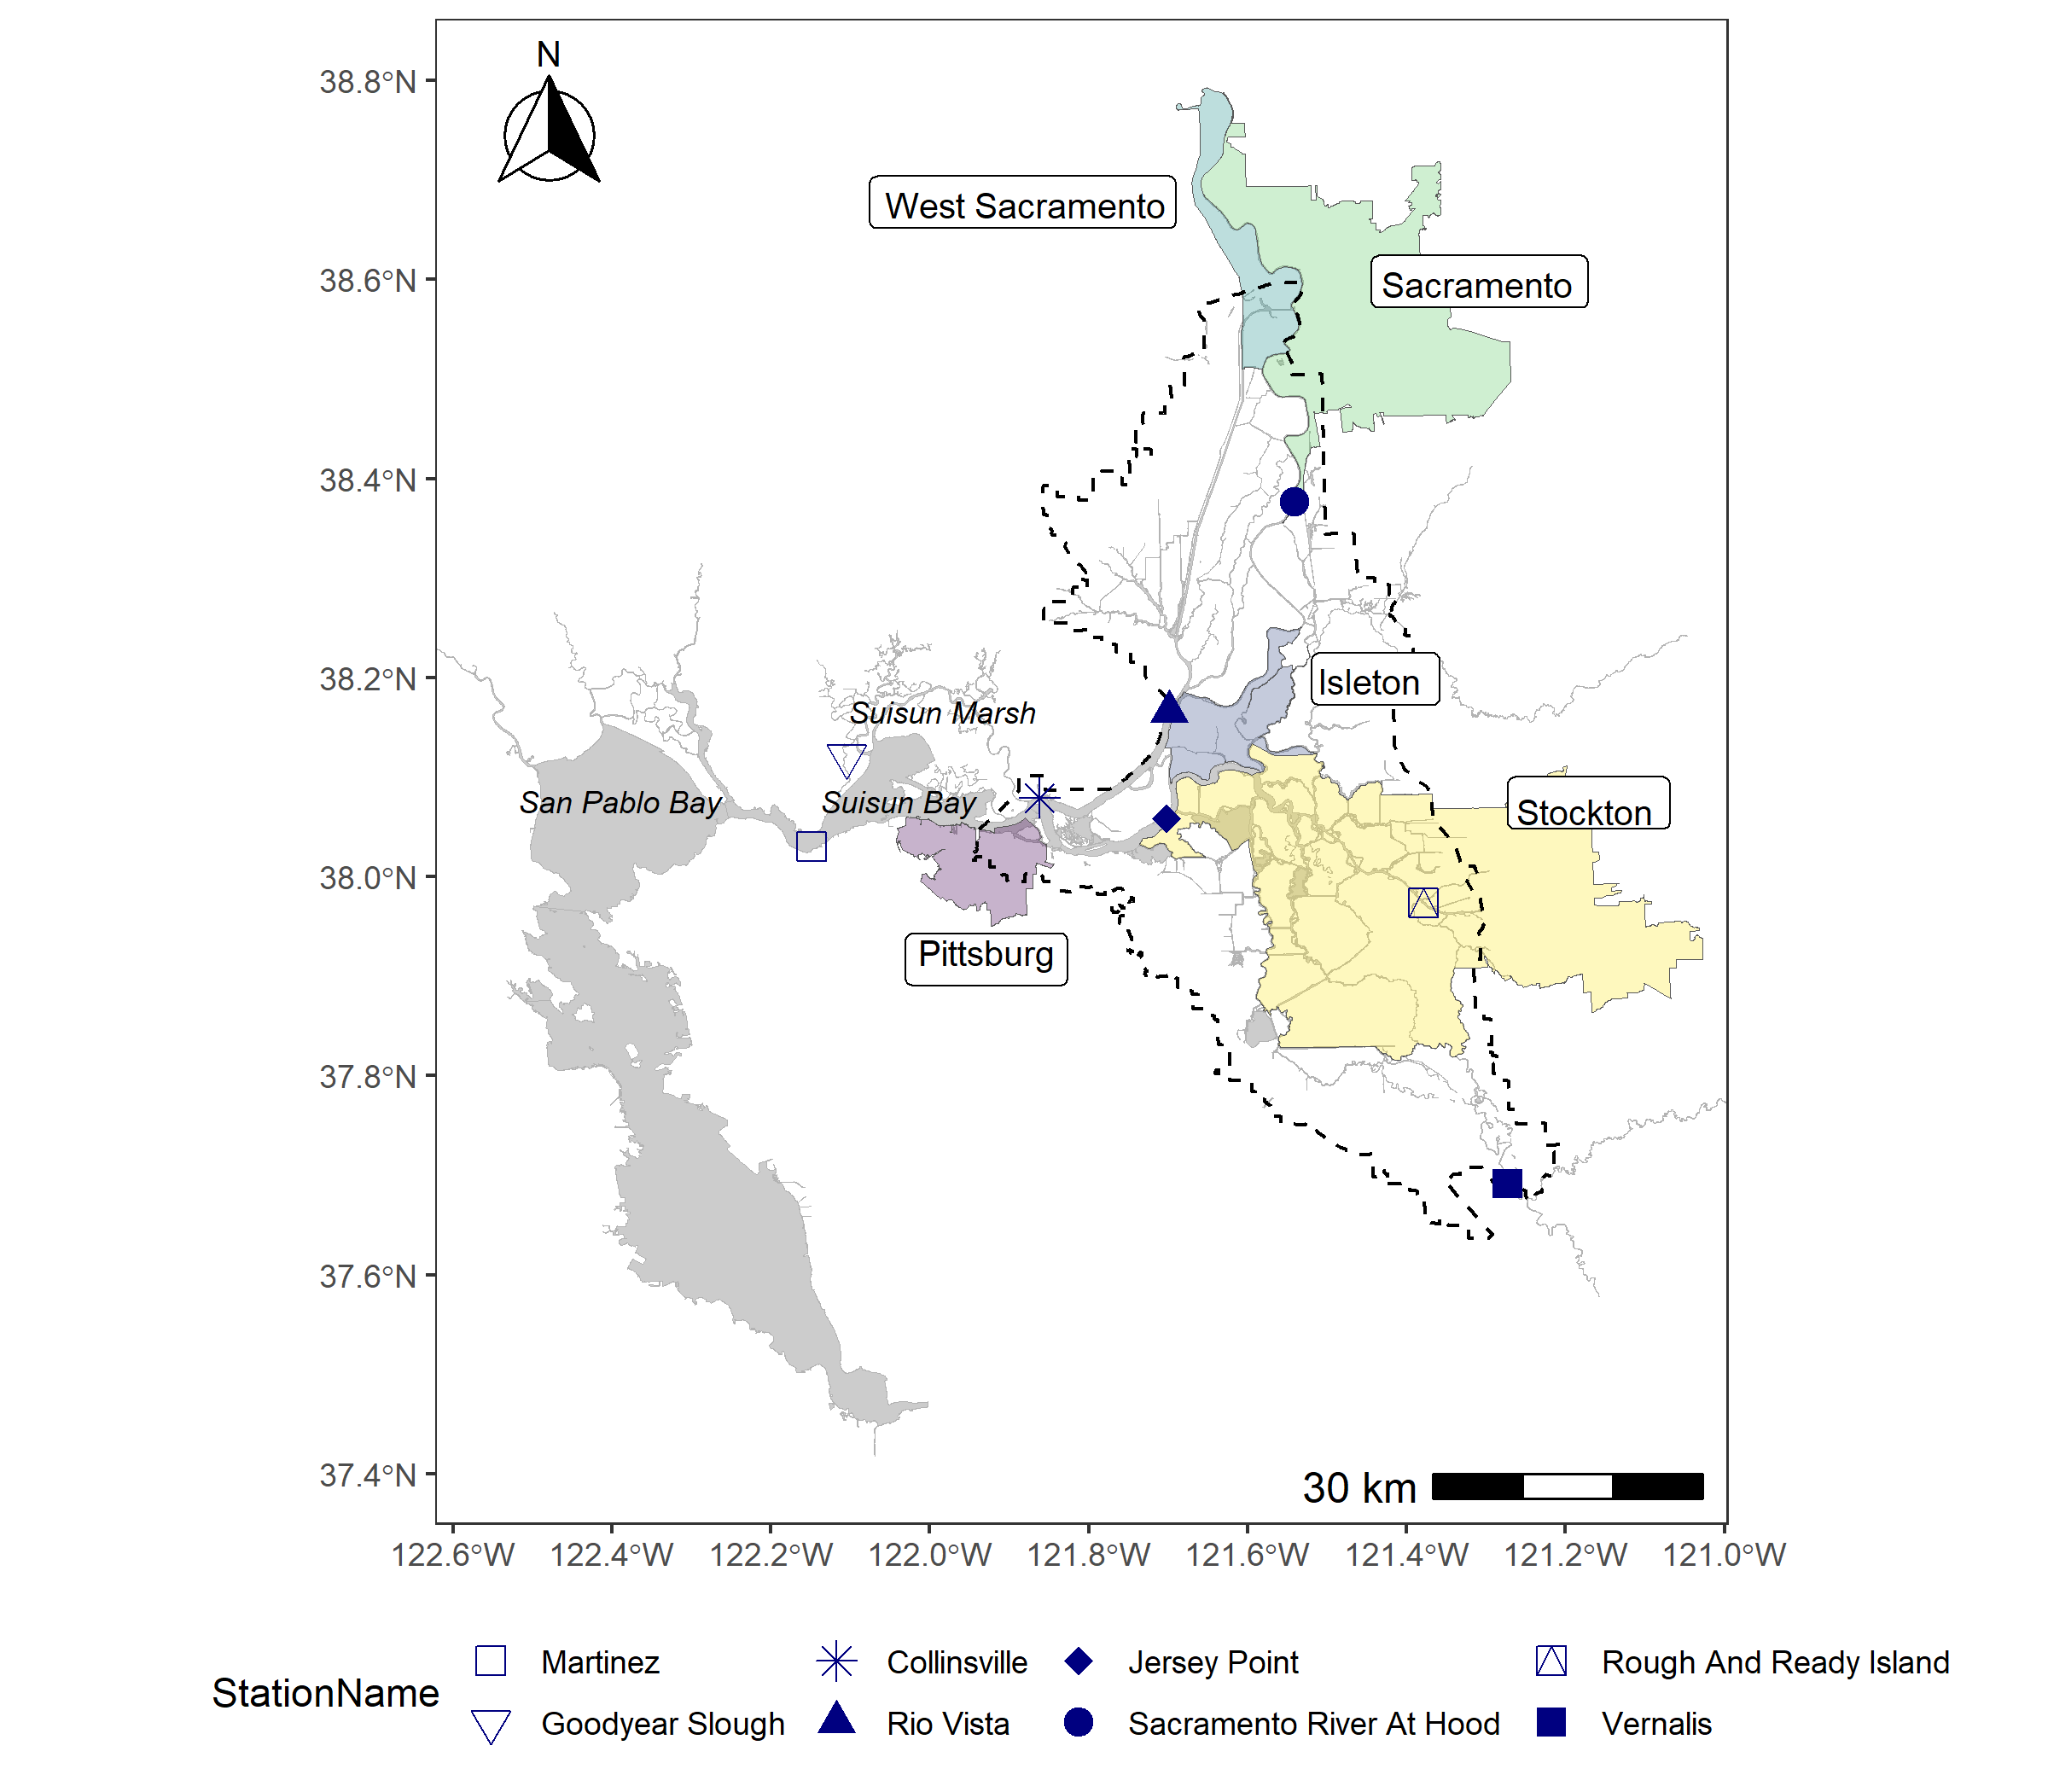 N
38.8°N
West Sacramento
38.6°N
Sacramento
38.4°N
38.2°N
Isleton
Suisun Marsh
San Pablo Bay
Suisun Bay
Stockton
38.0°N
Pittsburg
37.8°N
37.6°N
37.4°N
30 km
122.6°W 122.4°W 122.2°W 122.0°W 121.8°W 121.6°W 121.4°W 121.2°W 121.0°W
StationName
Martinez
Goodyear Slough
Collinsville
Rio Vista
Jersey Point
Sacramento River At Hood
Rough And Ready Island
Vernalis